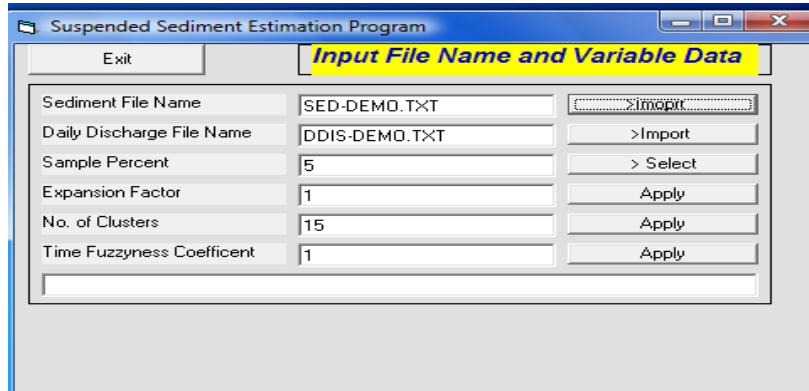 Suspended Sediment Estimation Program
Exit
Input File Name and Variable Data
Sediment File Name SED-DEMO.TXT >imoprt
Daily Discharge File Name DDIS-DEMO.TXT >Import
Sample Percent 5 > Select
Expansion Factor 1 Apply
No. of Clusters 15 Apply
Time Fuzzyness Coefficent 1 Apply